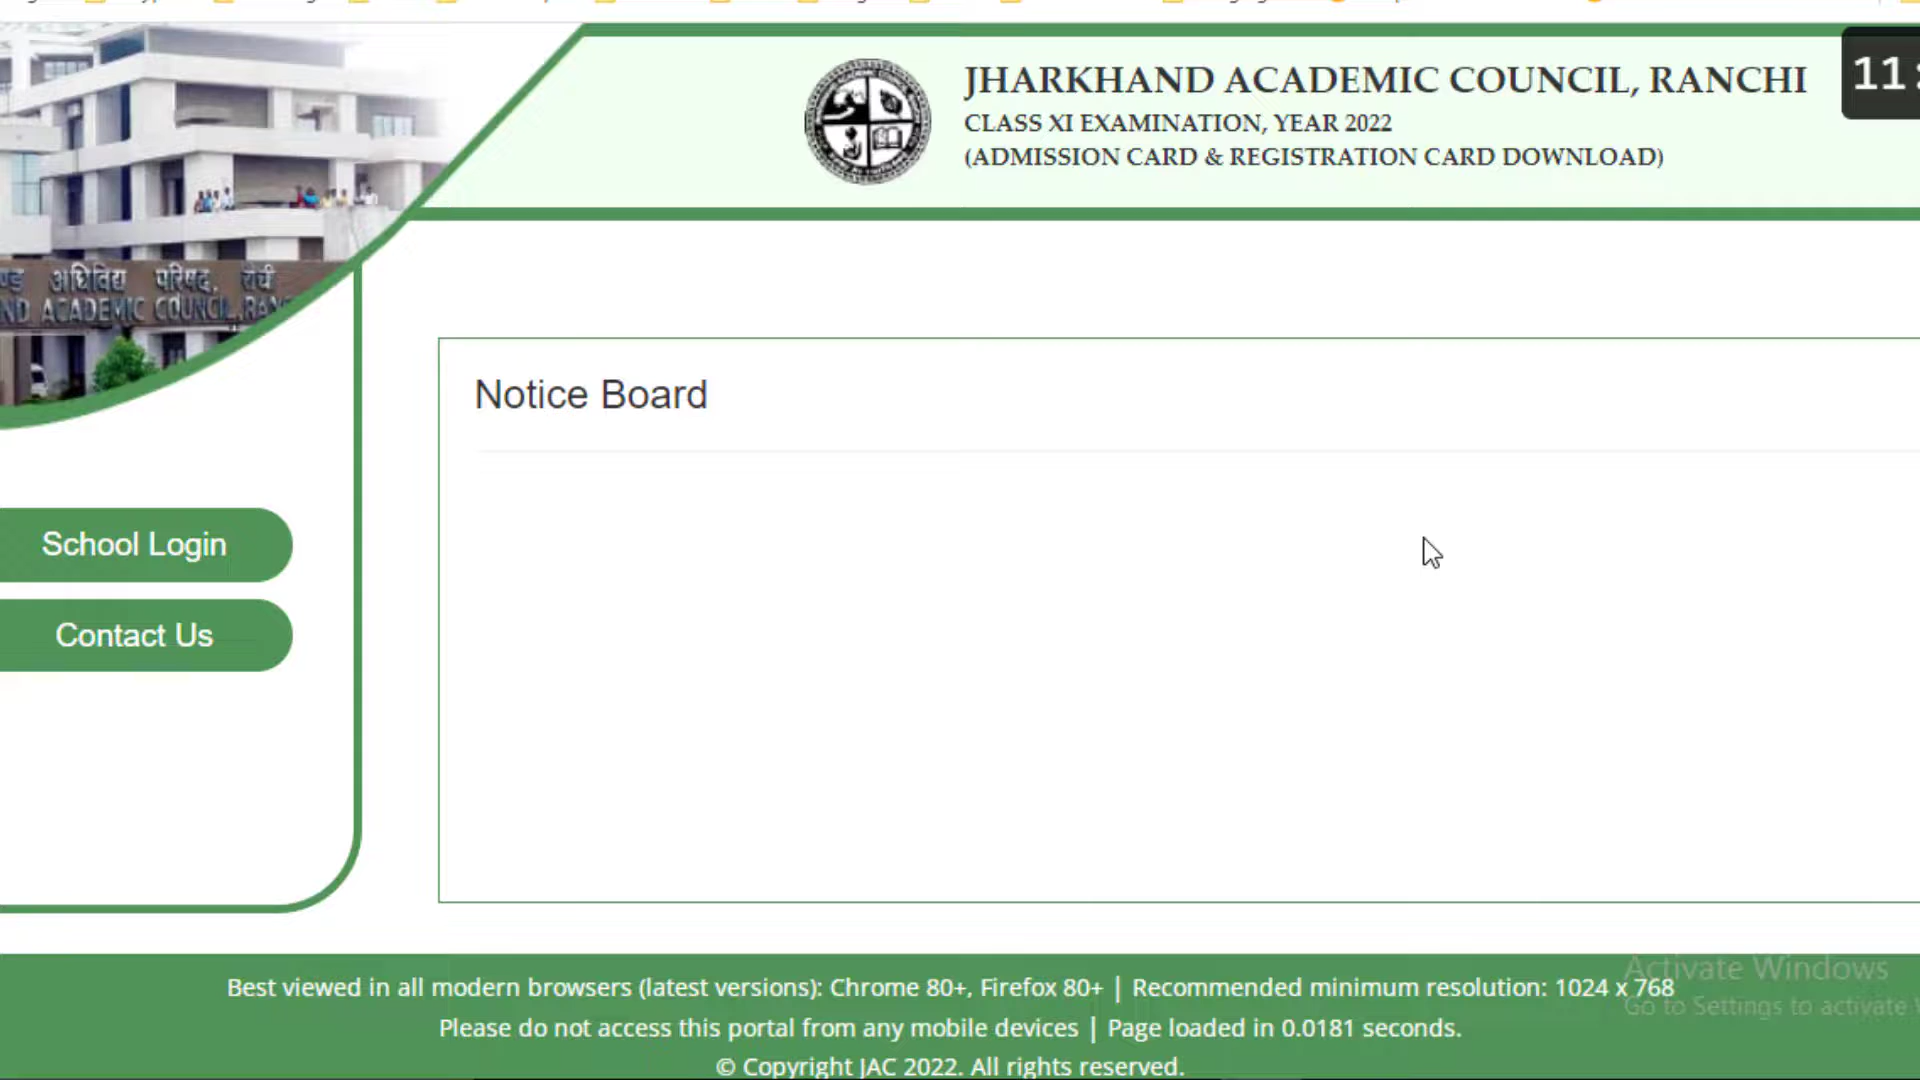 JHARKHAND ACADEMIC COUNCIL, RANCHI
CLASS XI EXAMINATION, YEAR 2022
(ADMISSION CARD & REGISTRATION CARD DOWNLOAD)
11:
अधिविद्य परिषद, राँची
ND ACADEMIC COUNCIL, RAN
Notice Board
School Login
Contact Us
Best viewed in all modern browsers (latest versions): Chrome 80+, Firefox 80+ | Recommended minimum resolution: 1024 x 768
Please do not access this portal from any mobile devices | Page loaded in 0.0181 seconds.
© Copyright JAC 2022. All rights reserved.
Activate Windows
Go to Settings to activate